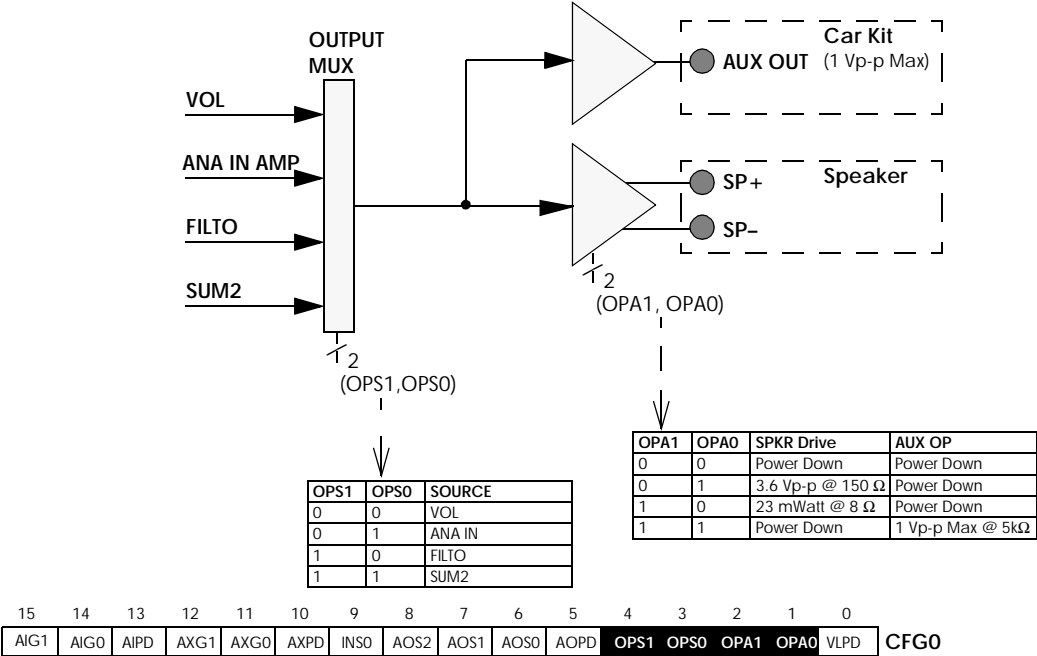 OUTPUT
MUX
VOL
ANA IN AMP
FILTO
SUM2
2
(OPS1,OPS0)
Car Kit
AUX OUT (1 Vp-p Max)
SP+ Speaker
SP–
2
(OPA1, OPA0)
OPA1 OPA0 SPKR Drive AUX OP
0 0 Power Down Power Down
0 1 3.6 Vp-p @ 150 Ω Power Down
1 0 23 mWatt @ 8 Ω Power Down
1 1 Power Down 1 Vp-p Max @ 5kΩ
OPS1 OPS0 SOURCE
0 0 VOL
0 1 ANA IN
1 0 FILTO
1 1 SUM2
15 14 13 12 11 10 9 8 7 6 5 4 3 2 1 0
AIG1 AIG0 AIPD AXG1 AXG0 AXPD INS0 AOS2 AOS1 AOS0 AOPD OPS1 OPS0 OPA1 OPA0 VLPD CFG0